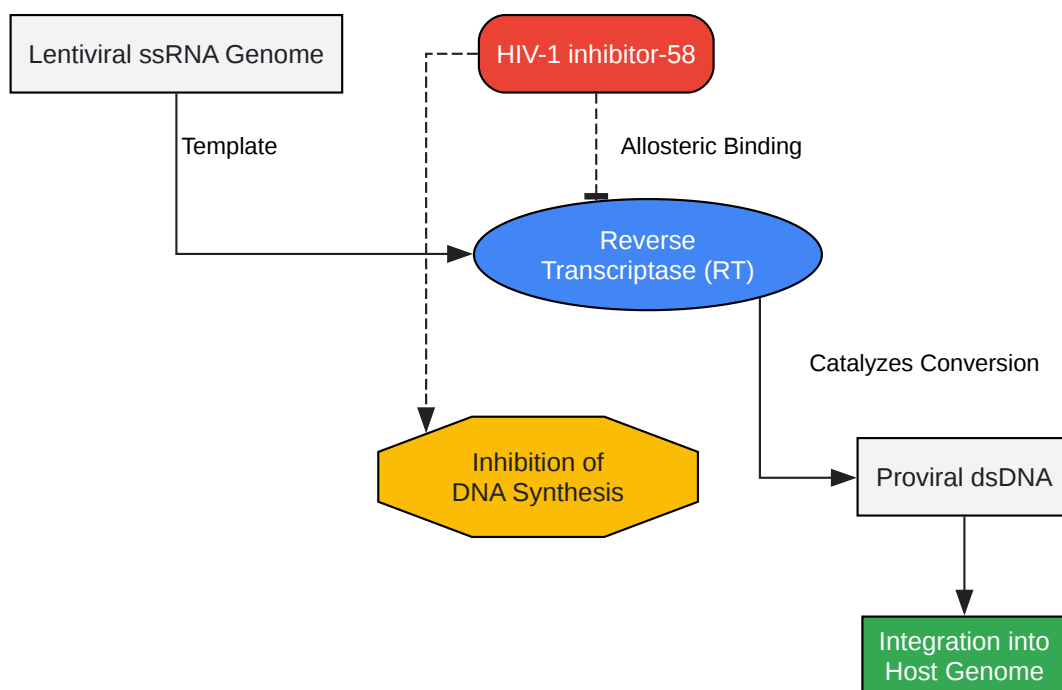 Lentiviral ssRNA Genome
HIV-1 inhibitor-58
Template
Allosteric Binding
Reverse
Transcriptase (RT)
Catalyzes Conversion
Inhibition of
DNA Synthesis
Proviral dsDNA
Integration into
Host Genome